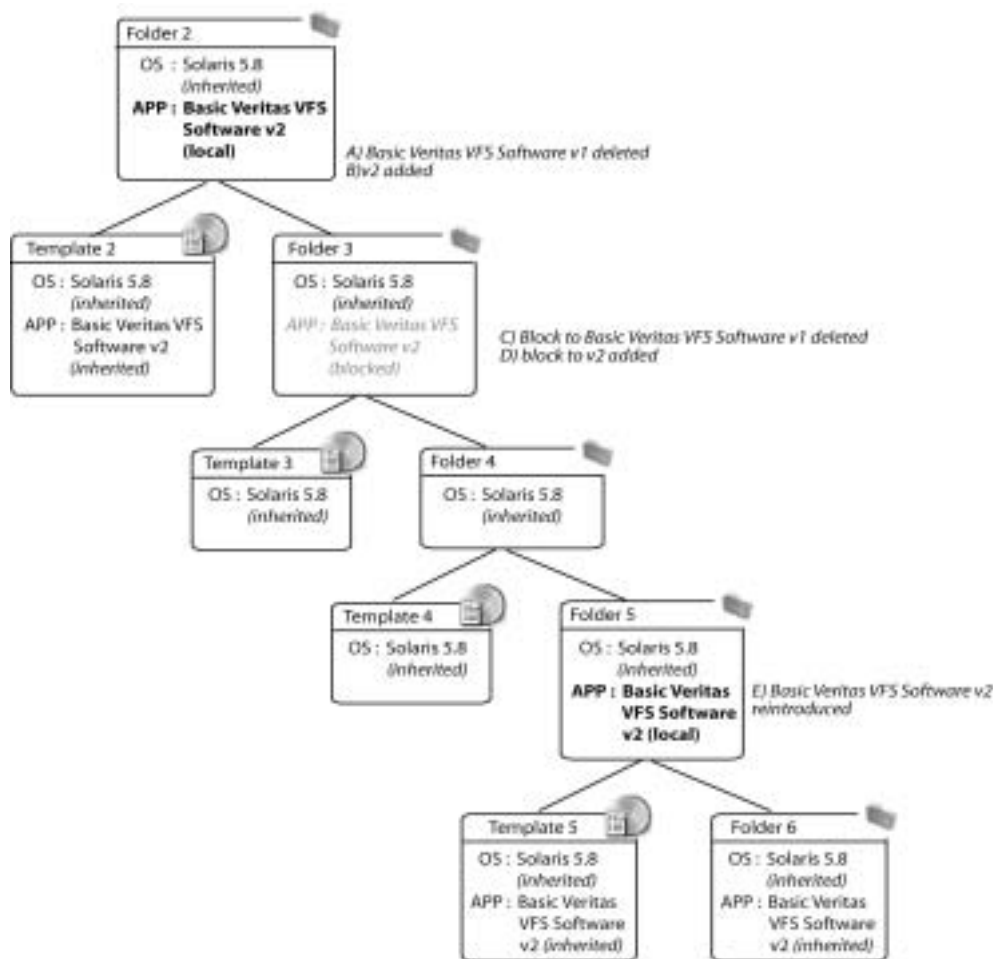 Folder 2
OS : Solaris 5.8
(inherited)
APP : Basic Veritas VFS
Software v2
(local)
A) Basic Veritas VFS Software v1 deleted
B)v2 added
Template 2
OS : Solaris 5.8
(inherited)
APP : Basic Veritas VFS
Software v2
(inherited)
Folder 3
OS : Solaris 5.8
(inherited)
APP : Basic Veritas VFS
Software v2
(blocked)
C) Block to Basic Veritas VFS Software v1 deleted
D) block to v2 added
Template 3
OS : Solaris 5.8
(inherited)
Folder 4
OS : Solaris 5.8
(inherited)
Template 4
OS : Solaris 5.8
(inherited)
Folder 5
OS : Solaris 5.8
(inherited)
APP : Basic Veritas
VFS Software
v2 (local)
E) Basic Veritas VFS Software v2
reintroduced
Template 5
OS : Solaris 5.8
(inherited)
APP : Basic Veritas
VFS Software
v2 (inherited)
Folder 6
OS : Solaris 5.8
(inherited)
APP : Basic Veritas
VFS Software
v2 (inherited)